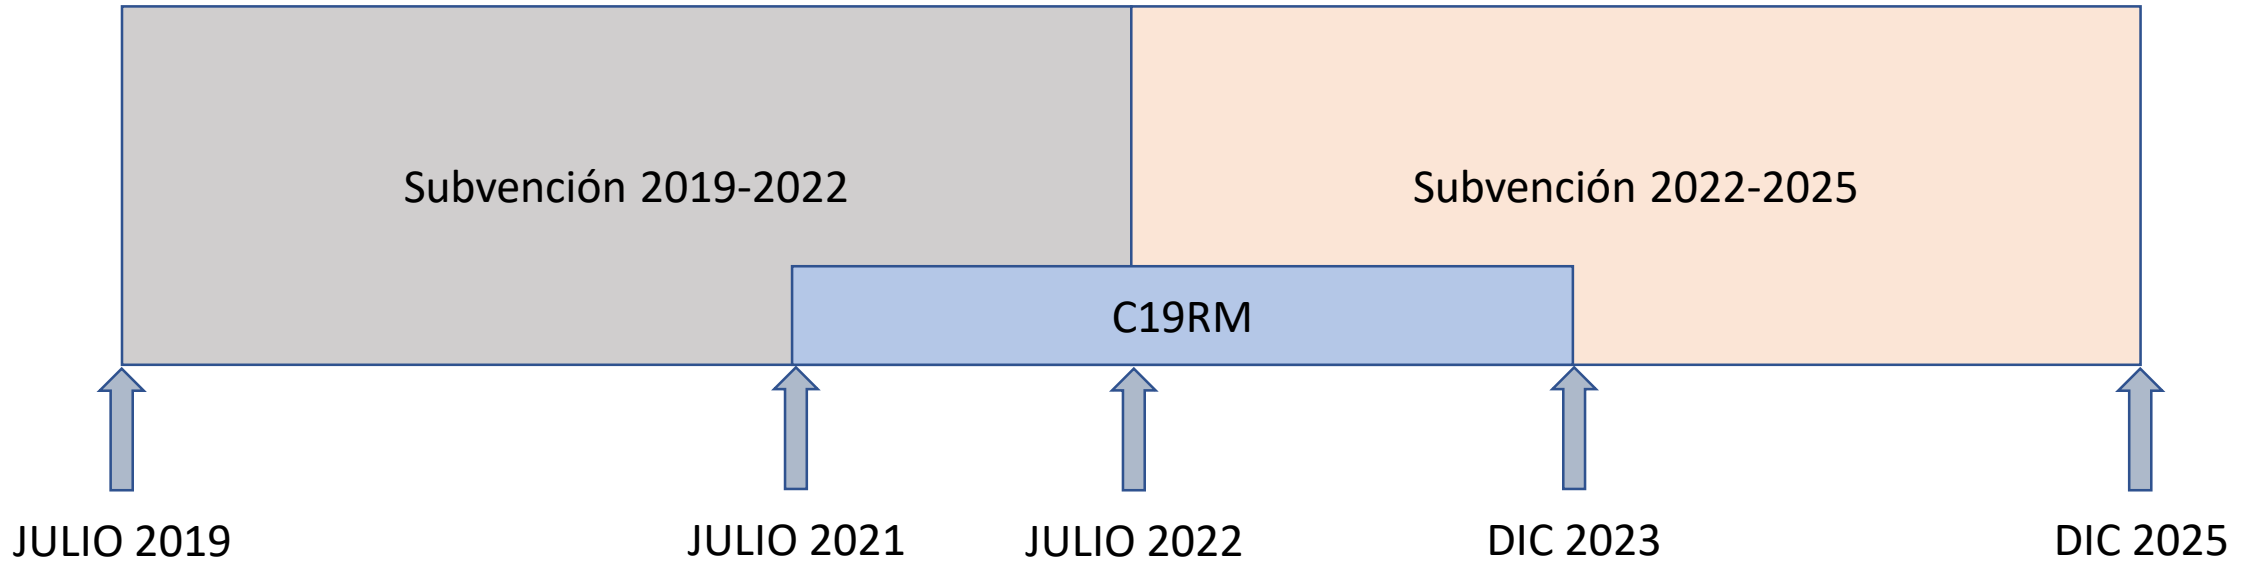 Subvención 2019-2022
Subvención 2022-2025
C19RM
JULIO 2019
JULIO 2021
JULIO 2022
DIC 2023
DIC 2025